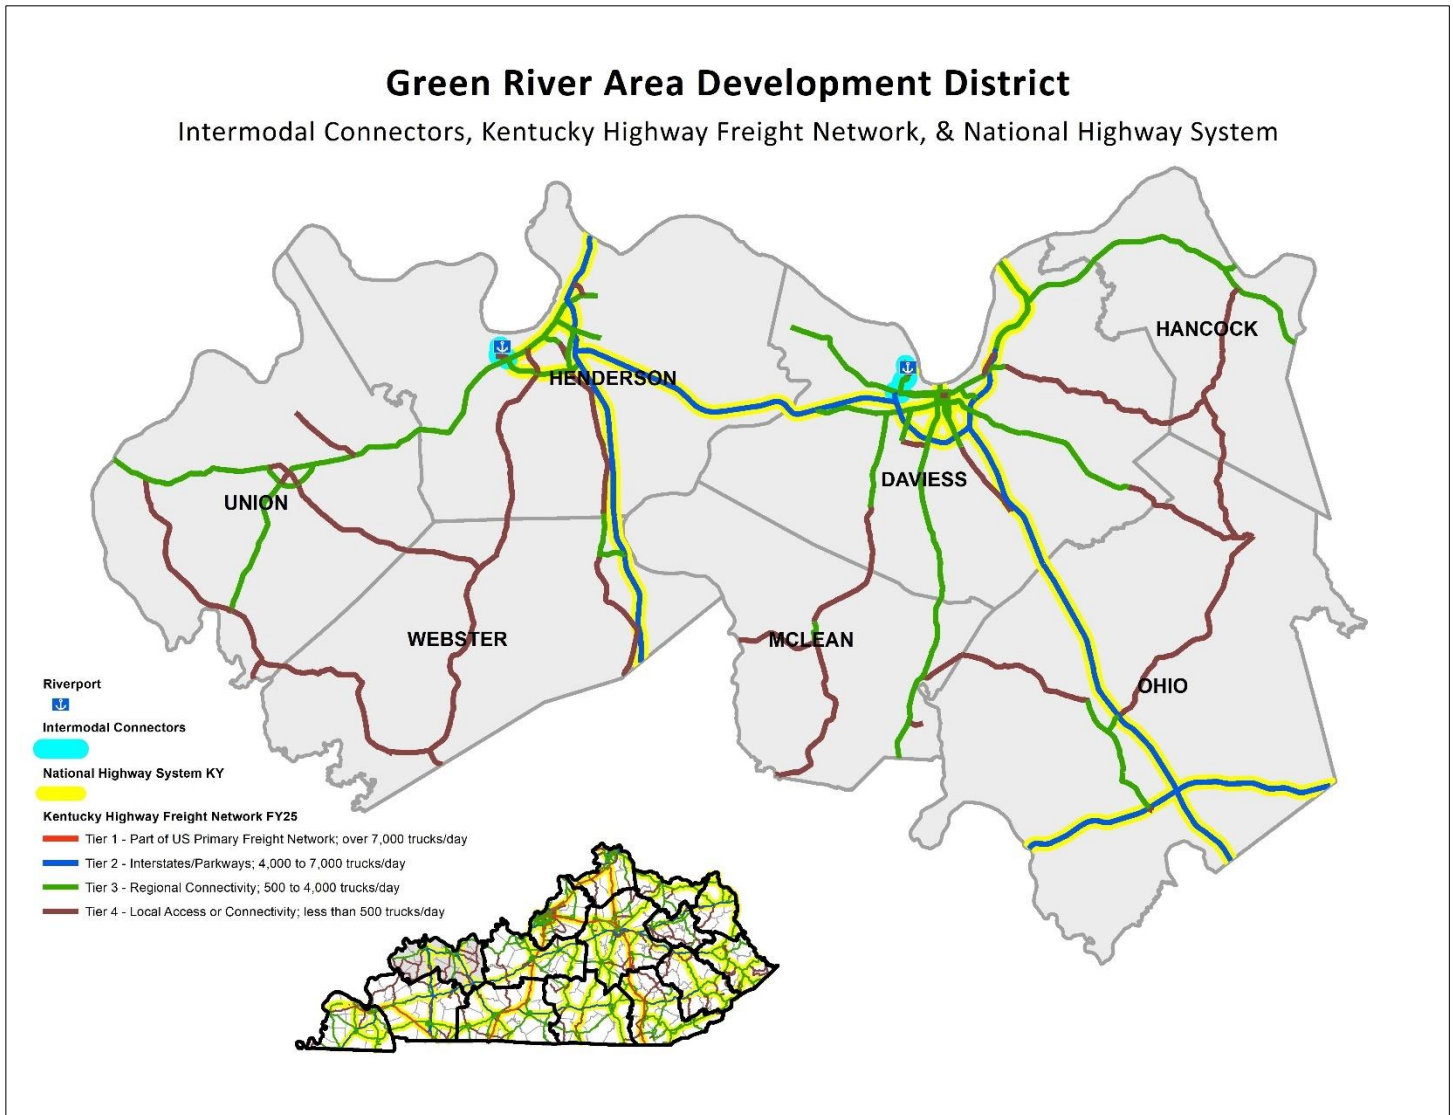 Green River Area Development District
Intermodal Connectors, Kentucky Highway Freight Network, & National Highway System
HANCOCK
HENDERSON
DAVIESS
UNION
WEBSTER
MCLEAN
OHIO
Riverport
Intermodal Connectors
National Highway System KY
Kentucky Highway Freight Network FY25
Tier 1 - Part of US Primary Freight Network; over 7,000 trucks/day
Tier 2 - Interstates/Parkways; 4,000 to 7,000 trucks/day
Tier 3 - Regional Connectivity; 500 to 4,000 trucks/day
Tier 4 - Local Access or Connectivity; less than 500 trucks/day